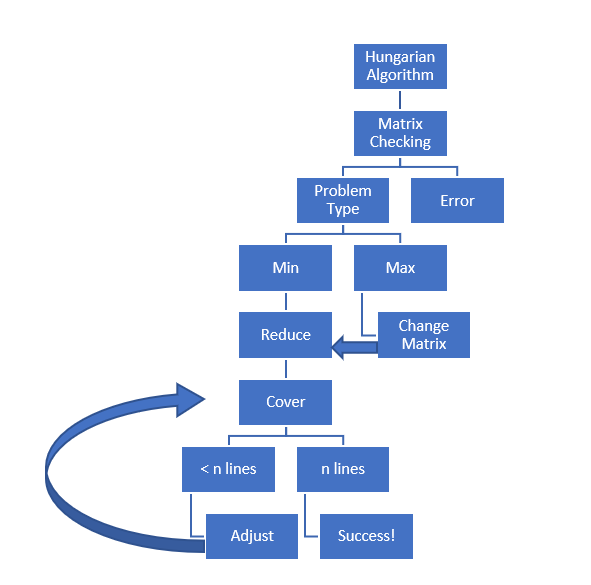 Hungarian
Algorithm
Matrix
Checking
Problem
Type
Error
Min
Max
Reduce
Change
Matrix
Cover
< n lines
n lines
Adjust
Success!